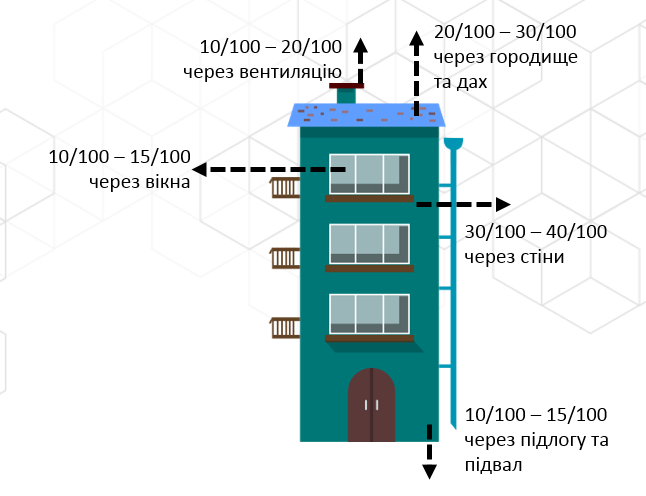 10/100 – 20/100
через вентиляцію
20/100 – 30/100
через городище
та дах
10/100 – 15/100
через вікна
30/100 – 40/100
через стіни
10/100 – 15/100
через підлогу та
підвал